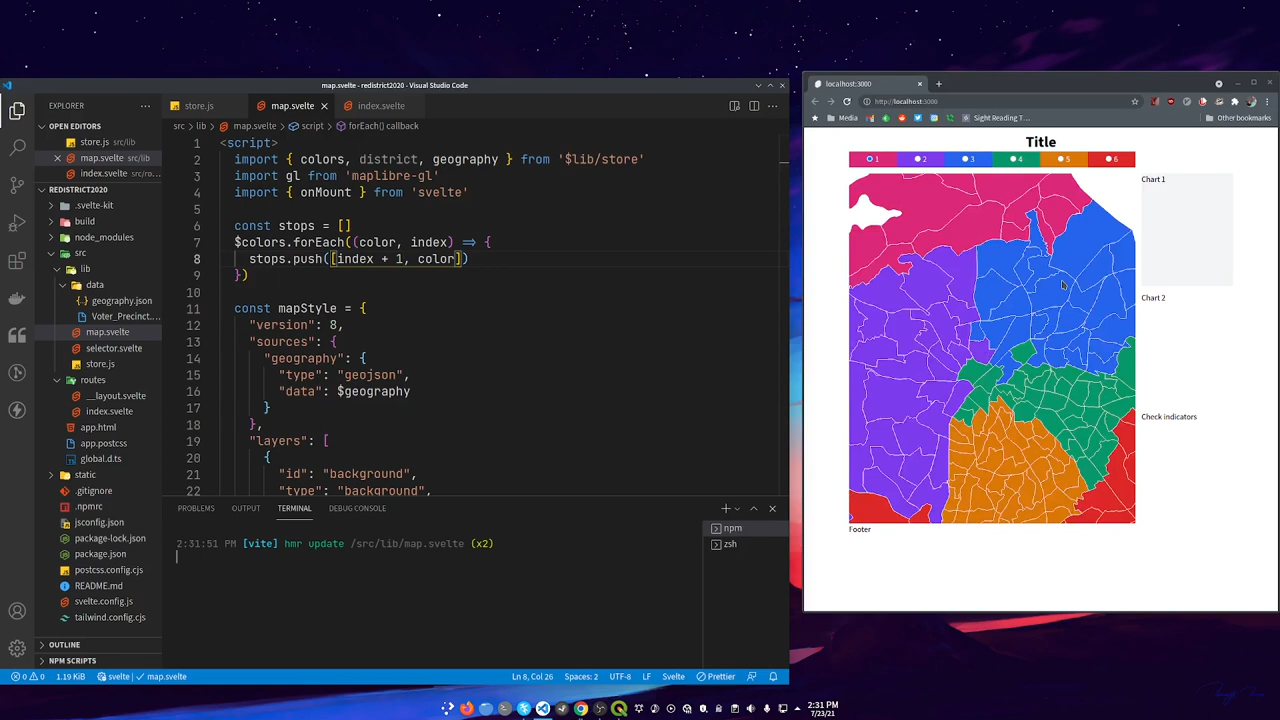 map.svelte - redistrict2020 - Visual Studio Code
EXPLORER
OPEN EDITORS
store.js src/lib
map.svelte src/lib
index.svelte src/ro...
REDISTRICT2020
.svelte-kit
build
node_modules
src
lib
data
geography.json
Voter_Precinct...
map.svelte
selector.svelte
store.js
routes
__layout.svelte
index.svelte
app.html
app.postcss
global.d.ts
static
.gitignore
.npmrc
jsconfig.json
package-lock.json
package.json
postcss.config.cjs
README.md
svelte.config.js
tailwind.config.cjs
OUTLINE
NPM SCRIPTS
store.js
map.svelte
index.svelte
src > lib > map.svelte > script > forEach() callback
1 <script>
2 import { colors, district, geography } from '$lib/store'
3 import gl from 'maplibre-gl'
4 import { onMount } from 'svelte'
5
6 const stops = []
7 $colors.forEach((color, index) => {
8 stops.push([index + 1, color])
9 })
10
11 const mapStyle = {
12 "version": 8,
13 "sources": {
14 "geography": {
15 "type": "geojson",
16 "data": $geography
17 }
18 },
19 "layers": [
20 {
21 "id": "background",
22 "type": "background",
PROBLEMS OUTPUT TERMINAL DEBUG CONSOLE
2:31:51 PM [vite] hmr update /src/lib/map.svelte (x2)
npm
zsh
0 0 1.19 KiB svelte map.svelte
Ln 8, Col 26 Spaces: 2 UTF-8 LF Svelte Prettier
localhost:3000
http://localhost:3000
Media
Sight Reading T...
Other bookmarks
Title
1 2 3 4 5 6
Chart 1
Chart 2
Check indicators
Footer
2:31 PM
7/23/21